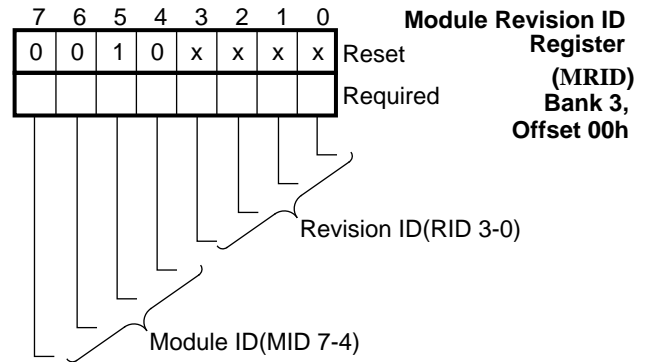 7 6 5 4 3 2 1 0
Module Revision ID
Register
(MRID)
Bank 3,
Offset 00h
0 0 1 0 x x x x Reset
Required
Revision ID(RID 3-0)
Module ID(MID 7-4)